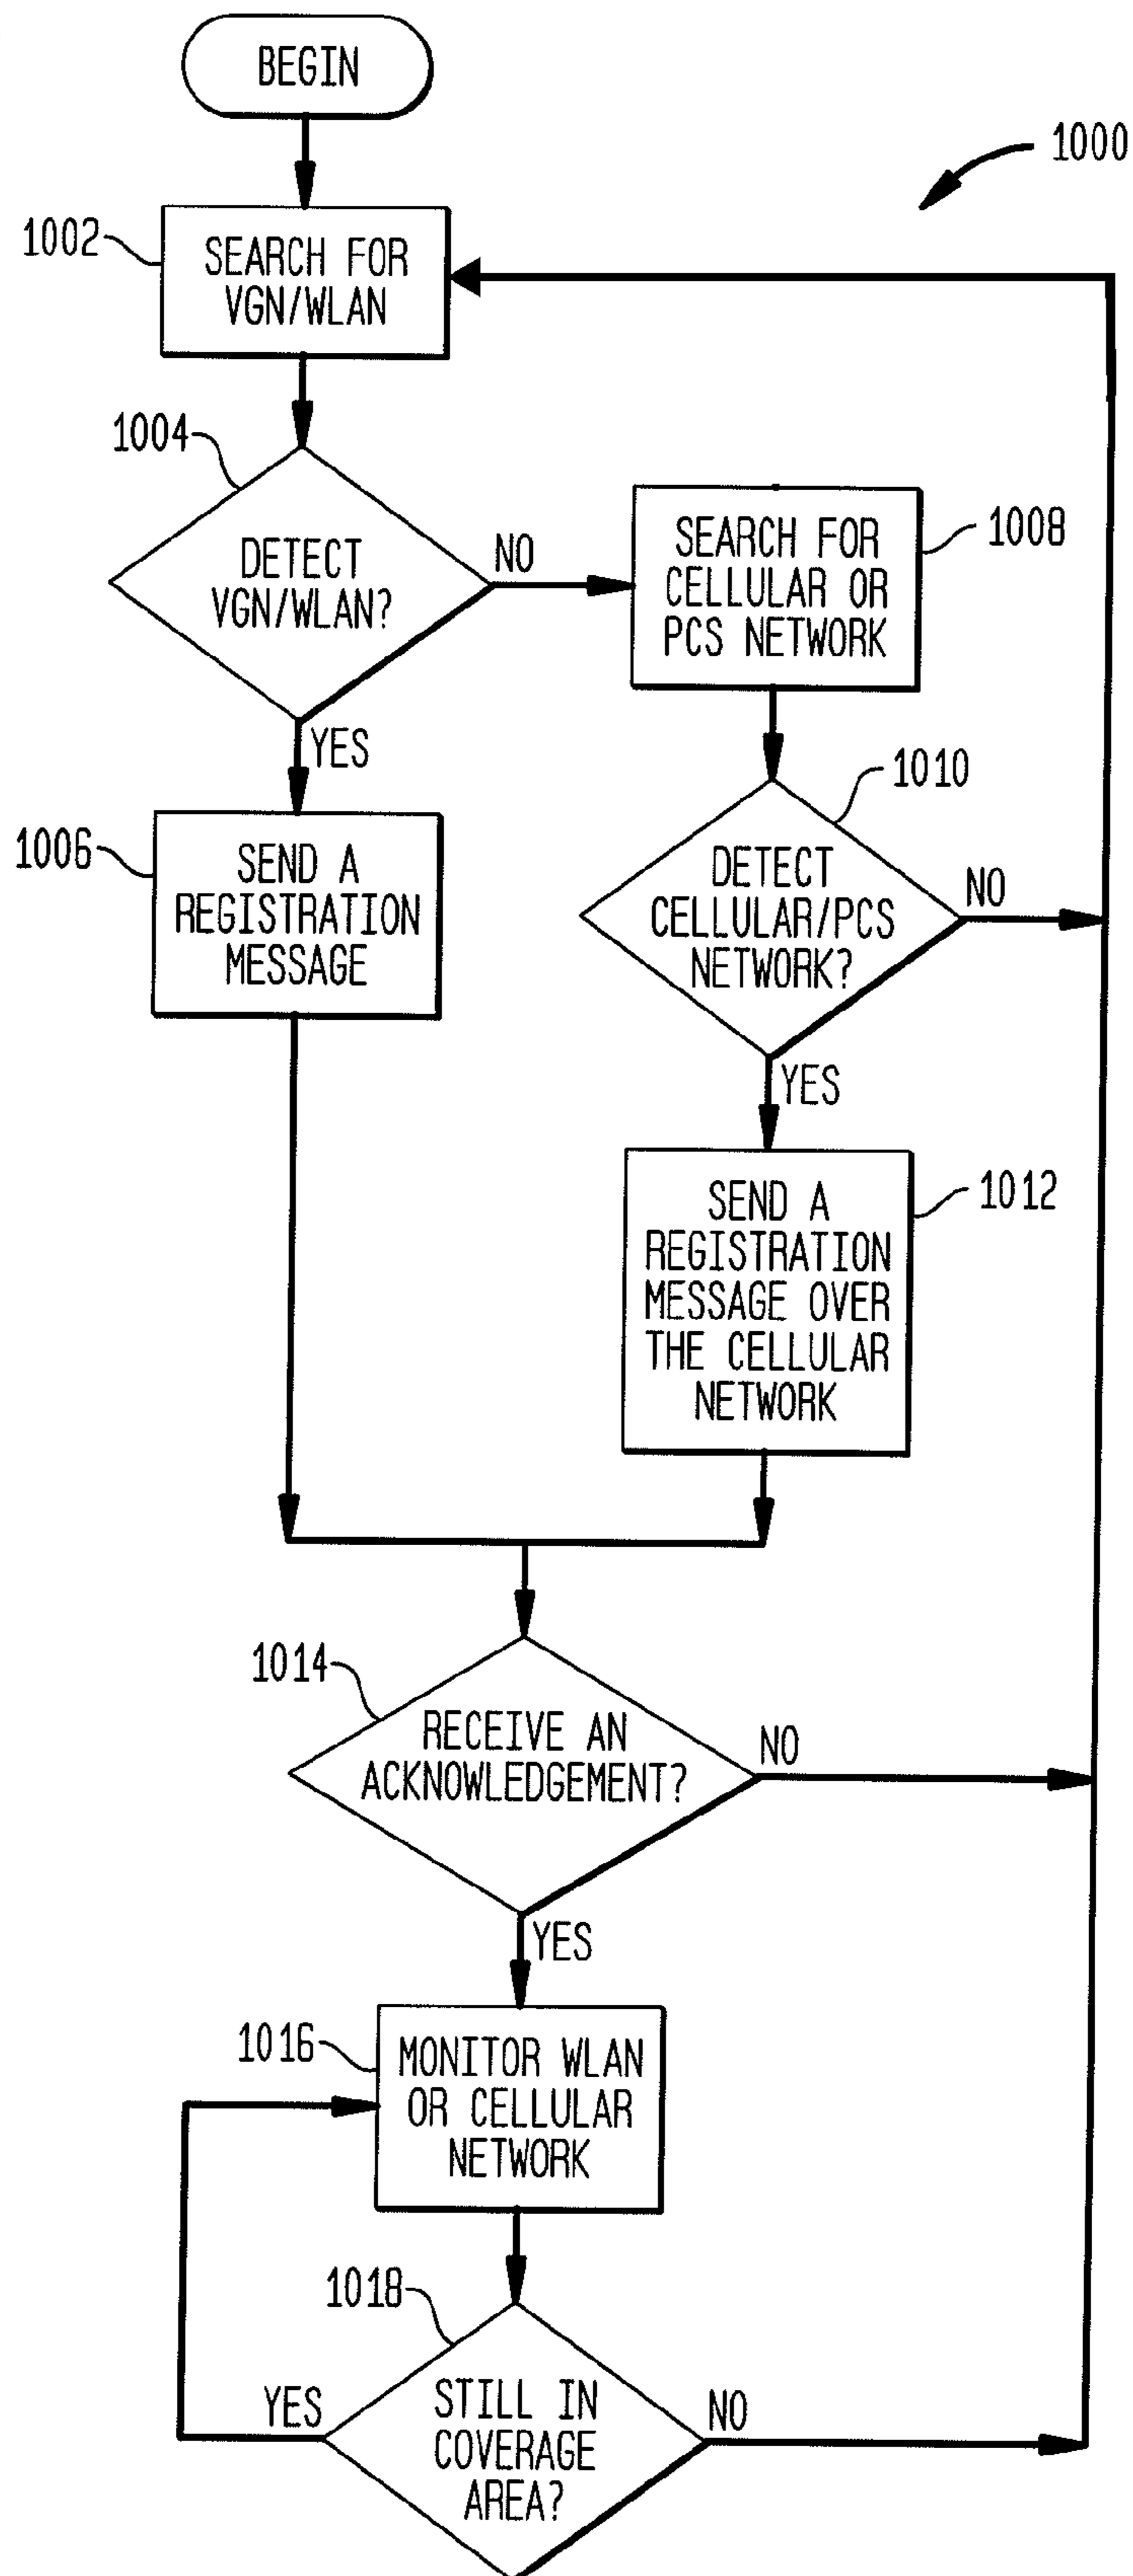 BEGIN
1000
1002
SEARCH FOR
VGN/WLAN
1004
DETECT
VGN/WLAN?
NO
YES
1008
SEARCH FOR
CELLULAR OR
PCS NETWORK
1006
SEND A
REGISTRATION
MESSAGE
1010
DETECT
CELLULAR/PCS
NETWORK?
NO
YES
1012
SEND A
REGISTRATION
MESSAGE OVER
THE CELLULAR
NETWORK
1014
RECEIVE AN
ACKNOWLEDGEMENT?
NO
YES
1016
MONITOR WLAN
OR CELLULAR
NETWORK
1018
YES
STILL IN
COVERAGE
AREA?
NO